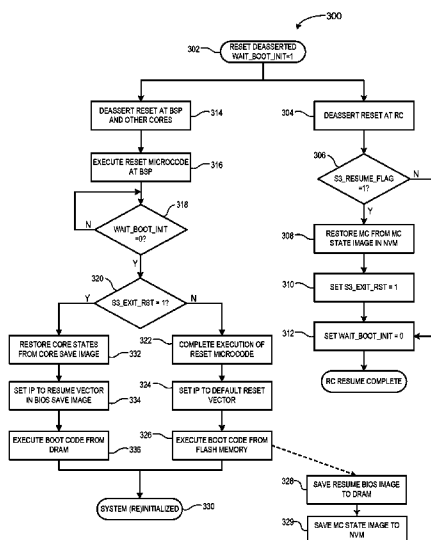 300
302
RESET DEASSERTED
WAIT_BOOT_INIT=1
DEASSERT RESET AT BSP
AND OTHER CORES
314
EXECUTE RESET MICROCODE
AT BSP
316
318
WAIT_BOOT_INIT
=0?
N
Y
320
S3_EXIT_RST = 1?
Y
N
RESTORE CORE STATES
FROM CORE SAVE IMAGE
332
SET IP TO RESUME VECTOR
IN BIOS SAVE IMAGE
334
EXECUTE BOOT CODE FROM
DRAM
336
322
COMPLETE EXECUTION OF
RESET MICROCODE
324
SET IP TO DEFAULT RESET
VECTOR
326
EXECUTE BOOT CODE FROM
FLASH MEMORY
SYSTEM (RE)INITIALIZED
330
304
DEASSERT RESET AT RC
306
S3_RESUME_FLAG
=1?
N
Y
308
RESTORE MC FROM MC
STATE IMAGE IN NVM
310
SET S3_EXIT_RST = 1
312
SET WAIT_BOOT_INIT = 0
RC RESUME COMPLETE
328
SAVE RESUME BIOS IMAGE
TO DRAM
329
SAVE MC STATE IMAGE TO
NVM